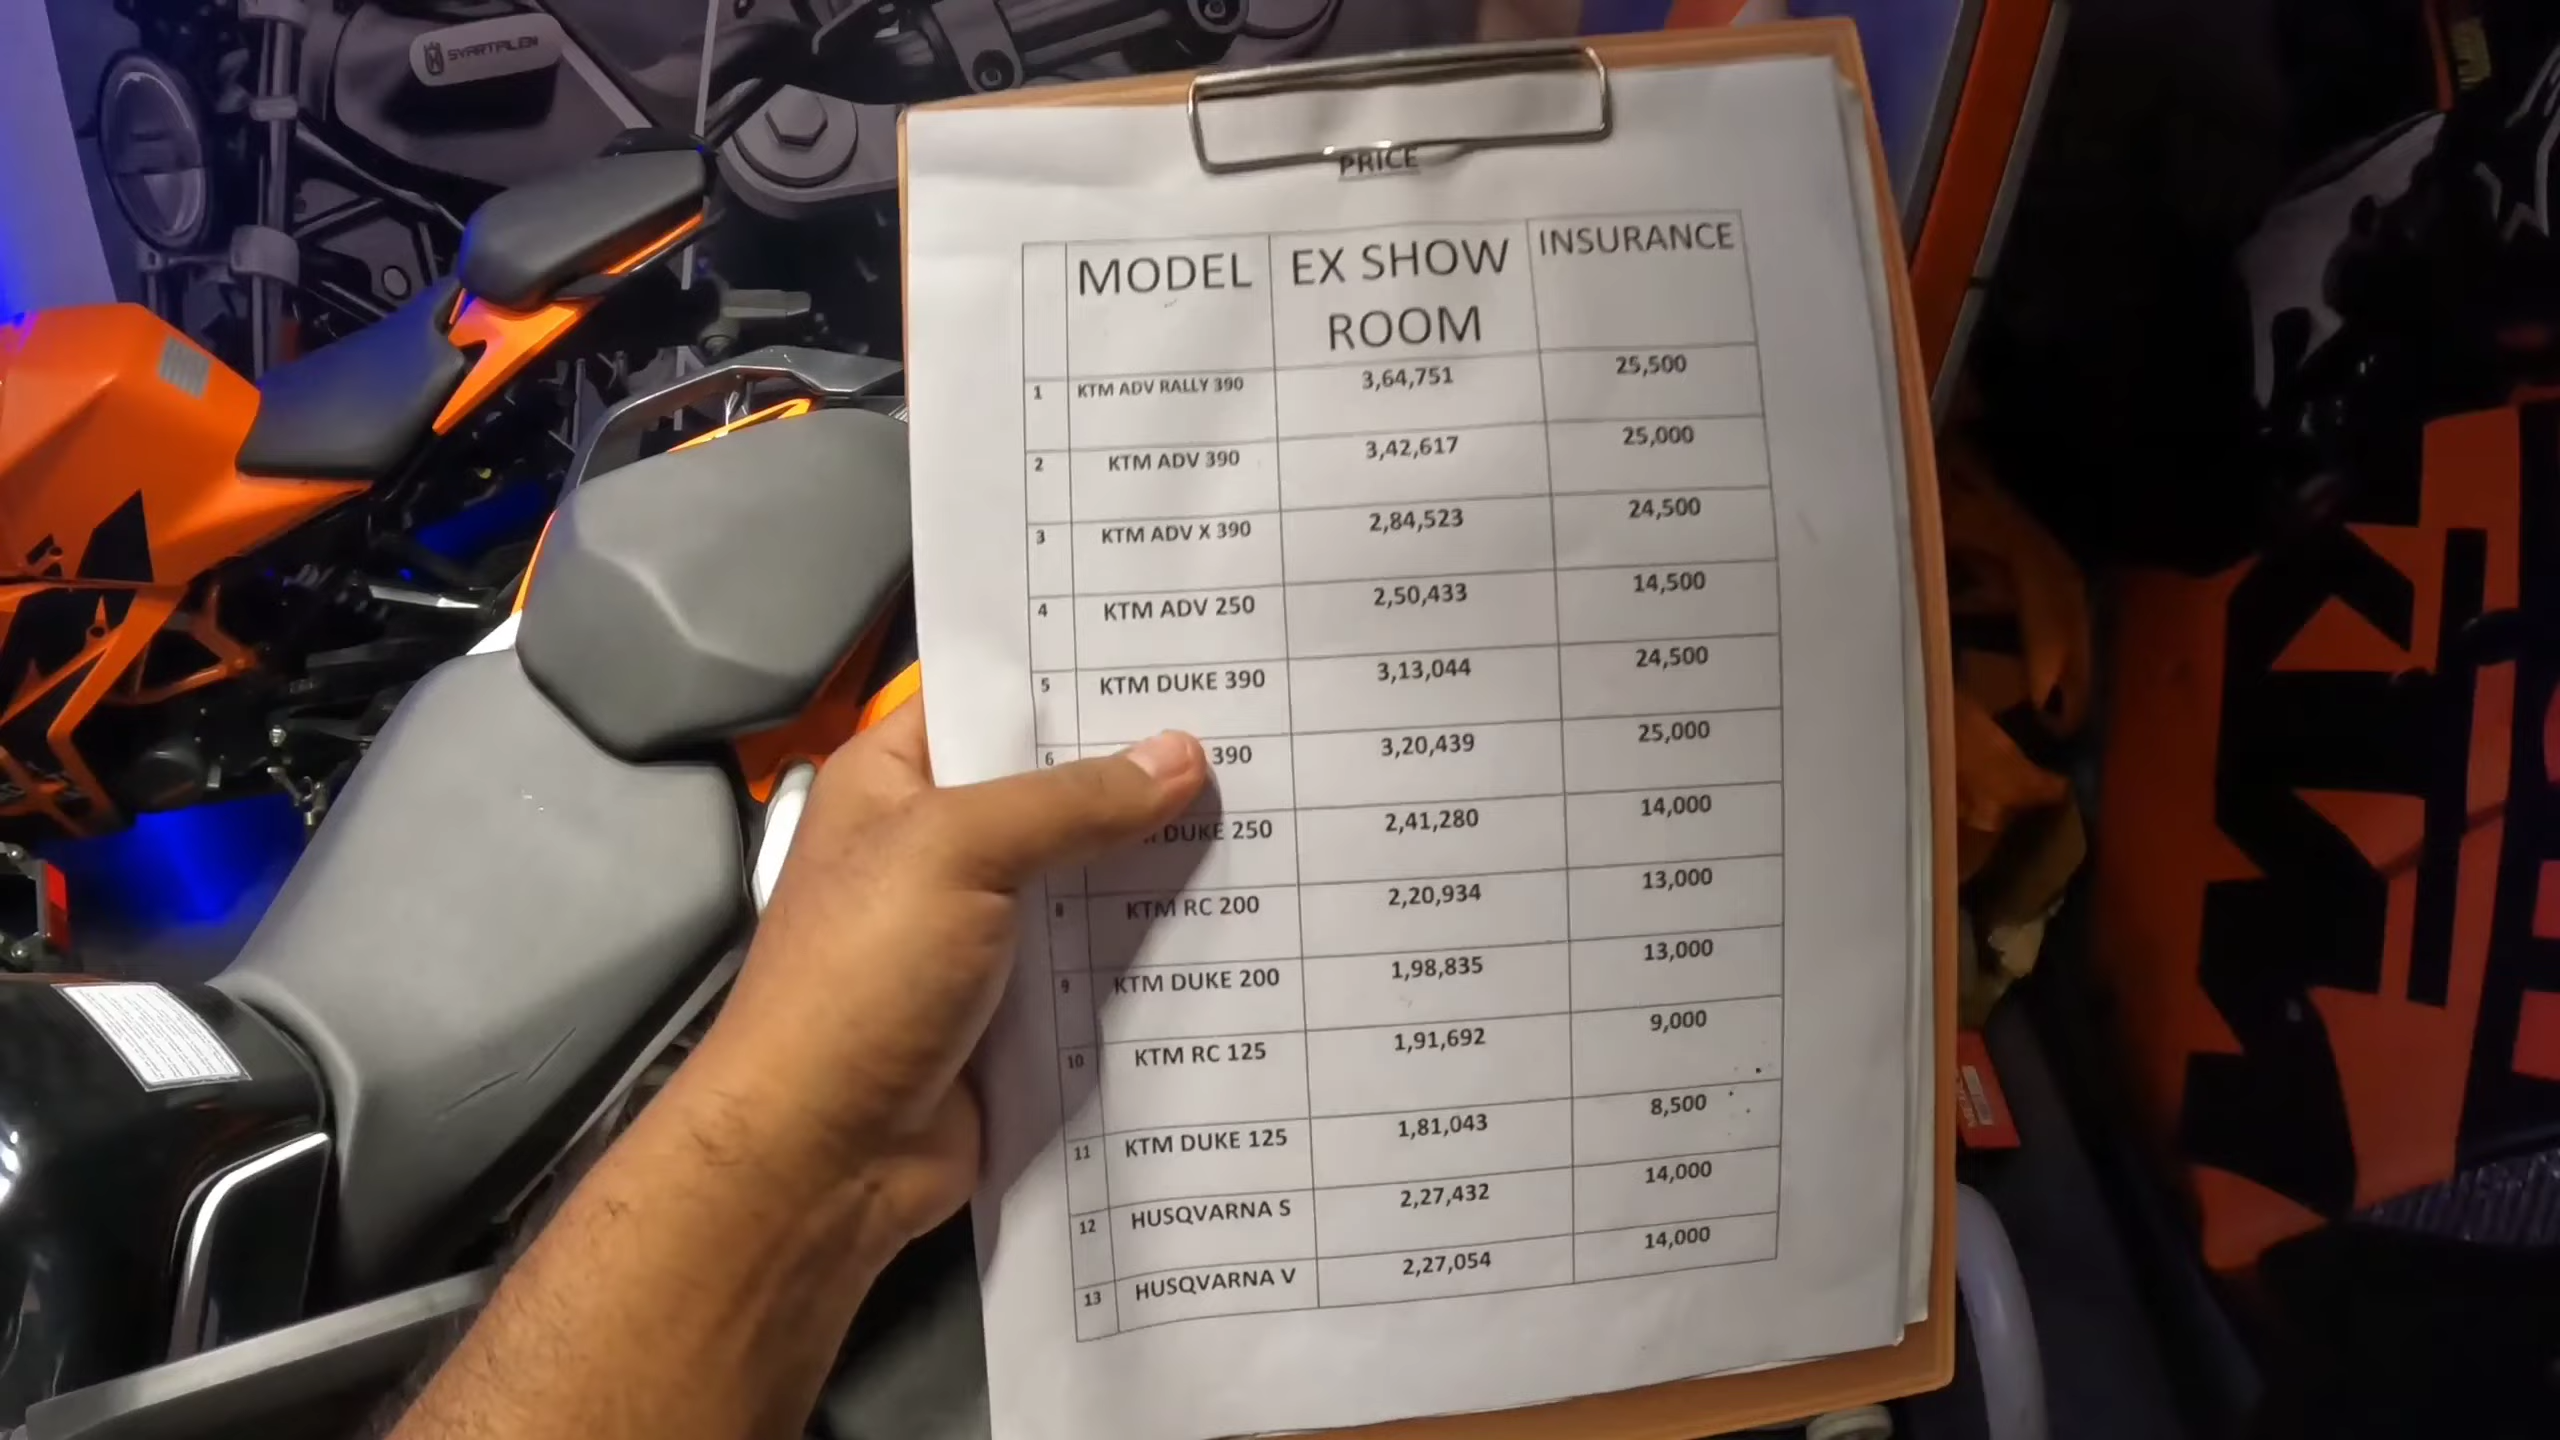 SVARTPILEN
PRICE
MODEL EX SHOW ROOM INSURANCE
1 KTM ADV RALLY 390 3,64,751 25,500
2 KTM ADV 390 3,42,617 25,000
3 KTM ADV X 390 2,84,523 24,500
4 KTM ADV 250 2,50,433 14,500
5 KTM DUKE 390 3,13,044 24,500
6 390 3,20,439 25,000
DUKE 250 2,41,280 14,000
8 KTM RC 200 2,20,934 13,000
9 KTM DUKE 200 1,98,835 13,000
10 KTM RC 125 1,91,692 9,000
11 KTM DUKE 125 1,81,043 8,500
12 HUSQVARNA S 2,27,432 14,000
13 HUSQVARNA V 2,27,054 14,000